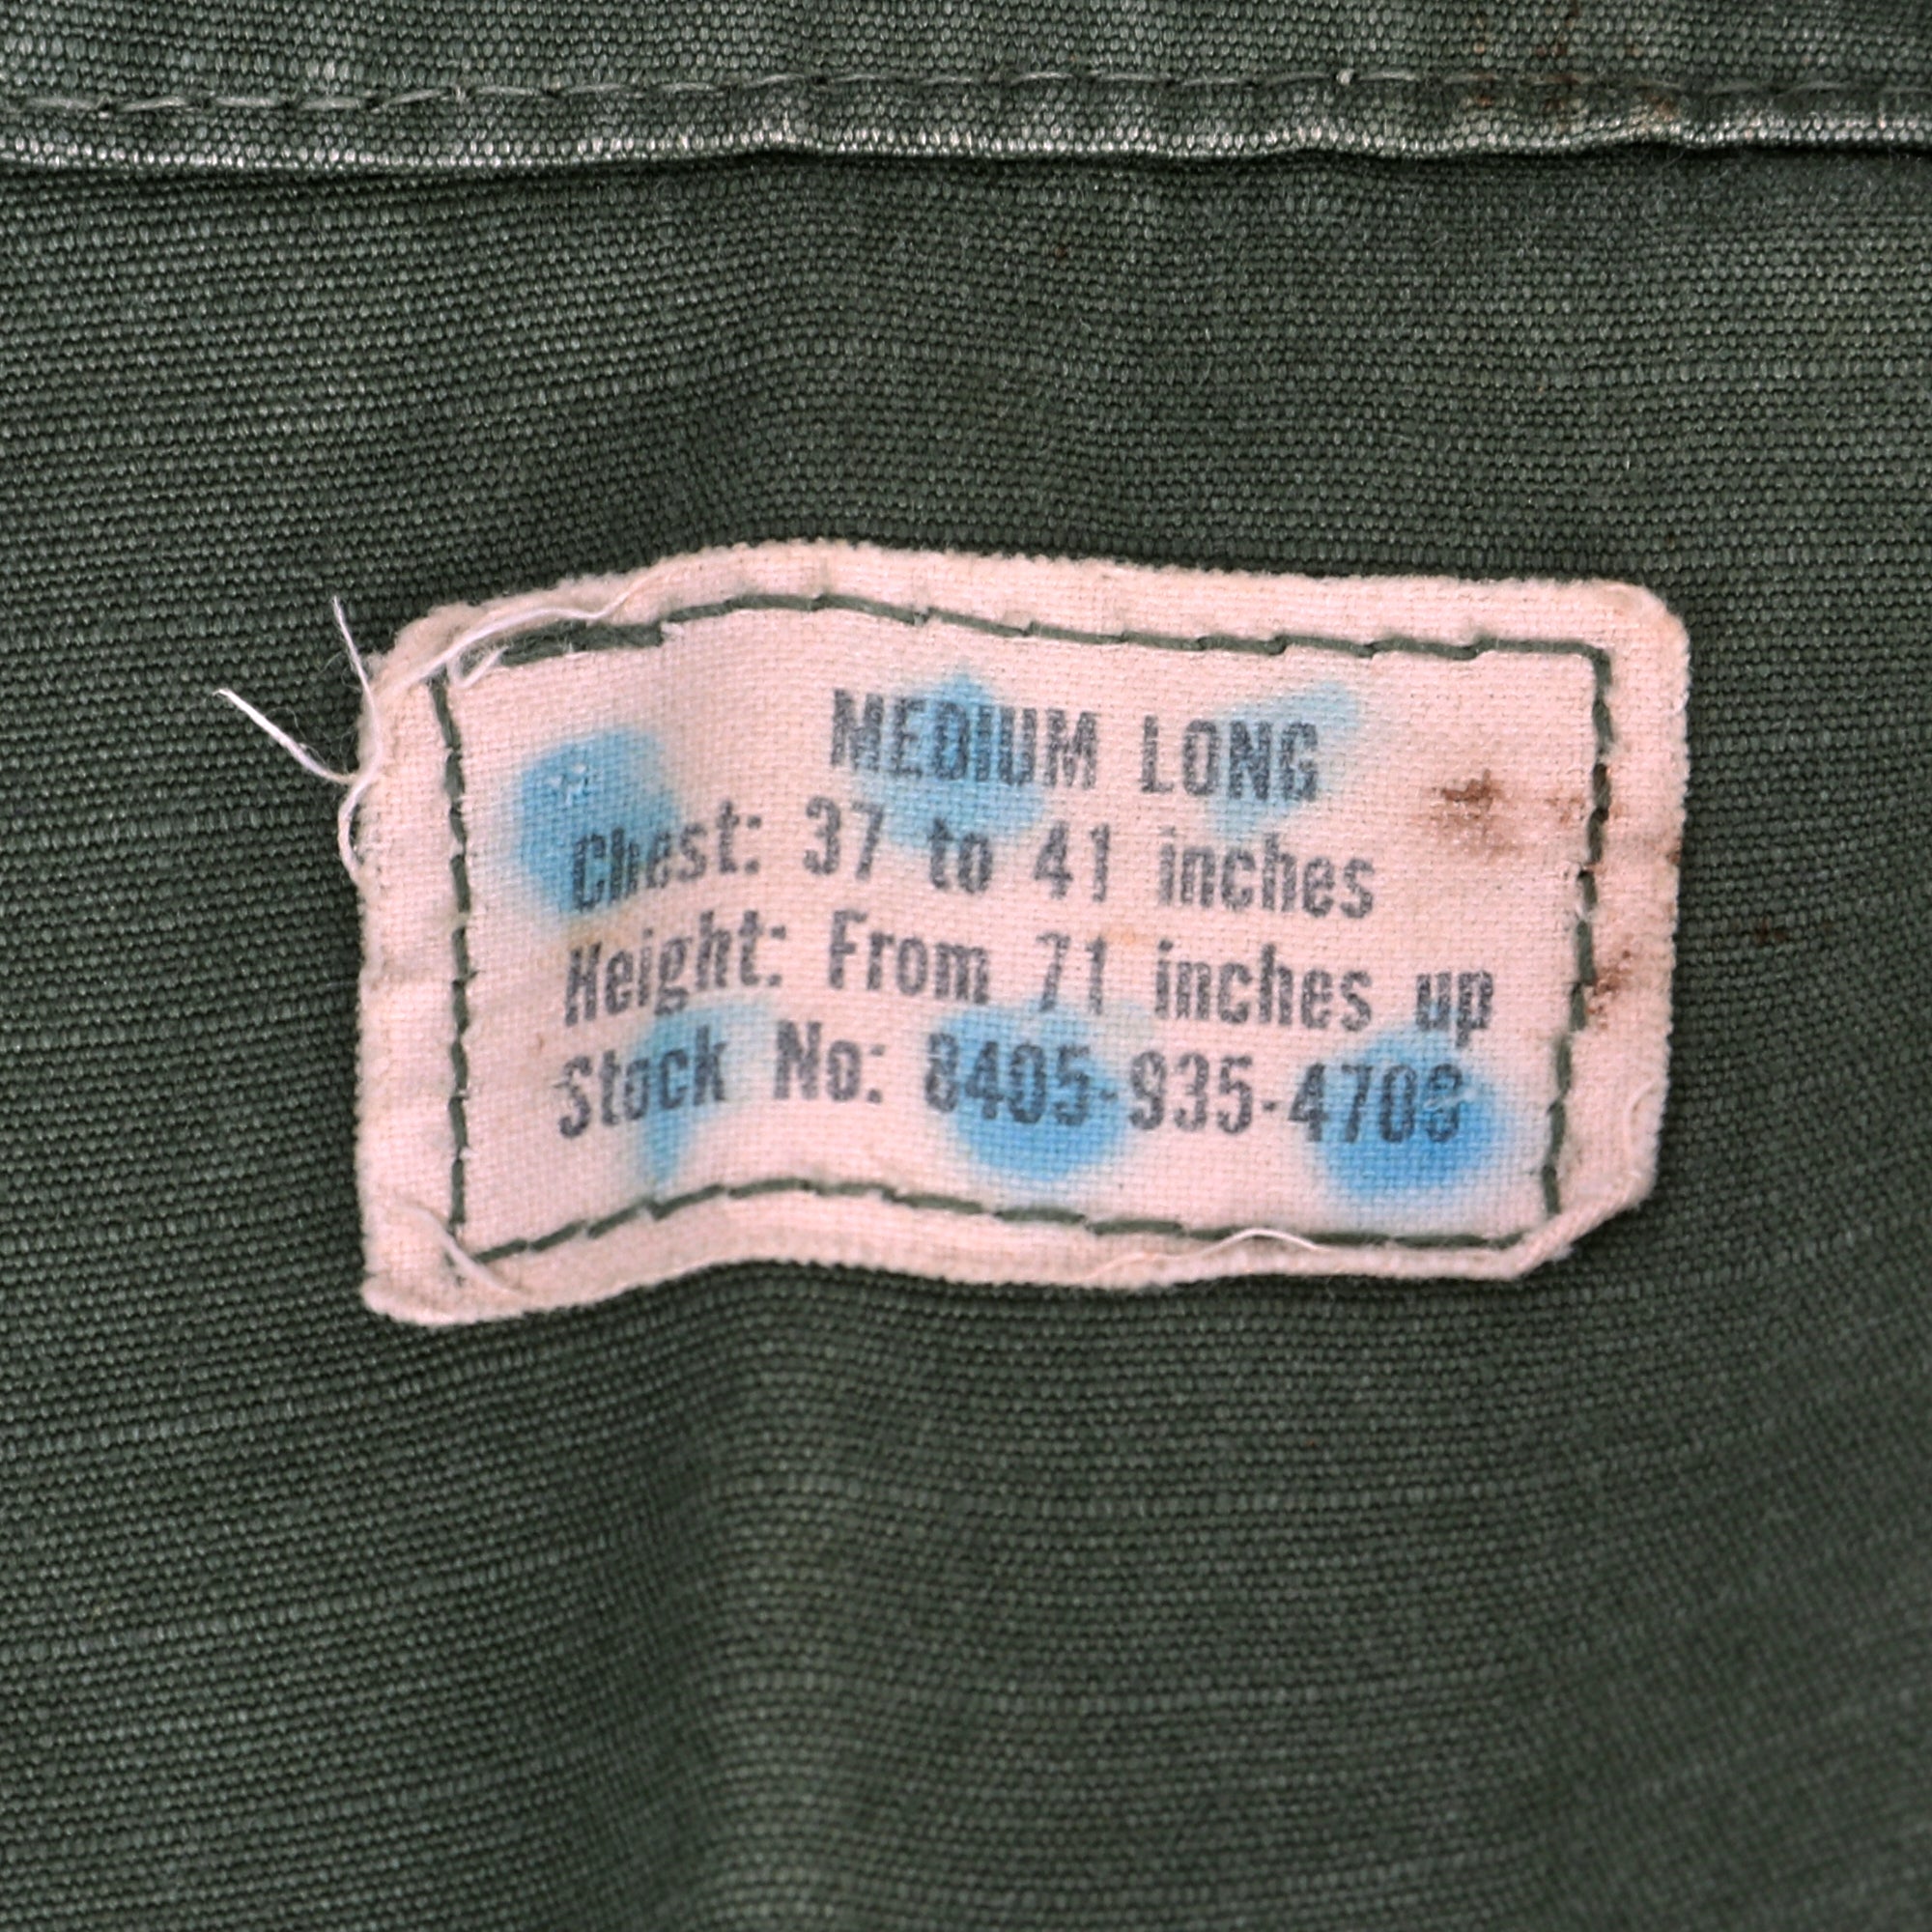 MEDIUM LONG
Chest: 37 to 41 inches
Height: From 71 inches up
Stock No: 8405-935-4708